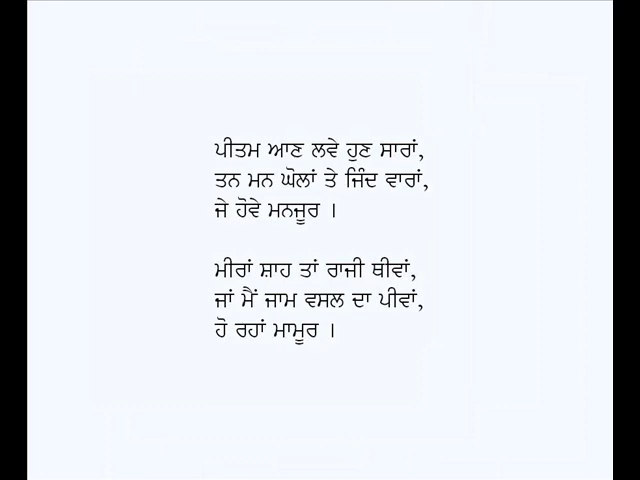 ਪੀਤਮ ਆਣ ਲਵੇ ਹੁਣ ਸਾਰਾਂ,
ਤਨ ਮਨ ਘੋਲਾਂ ਤੇ ਜਿੰਦ ਵਾਰਾਂ,
ਜੇ ਹੋਵੇ ਮਨਜੂਰ ।
ਮੀਰਾਂ ਸ਼ਾਹ ਤਾਂ ਰਾਜੀ ਥੀਵਾਂ,
ਜਾਂ ਮੈਂ ਜਾਮ ਵਸਲ ਦਾ ਪੀਵਾਂ,
ਹੋ ਰਹਾਂ ਮਾਮੂਰ ।